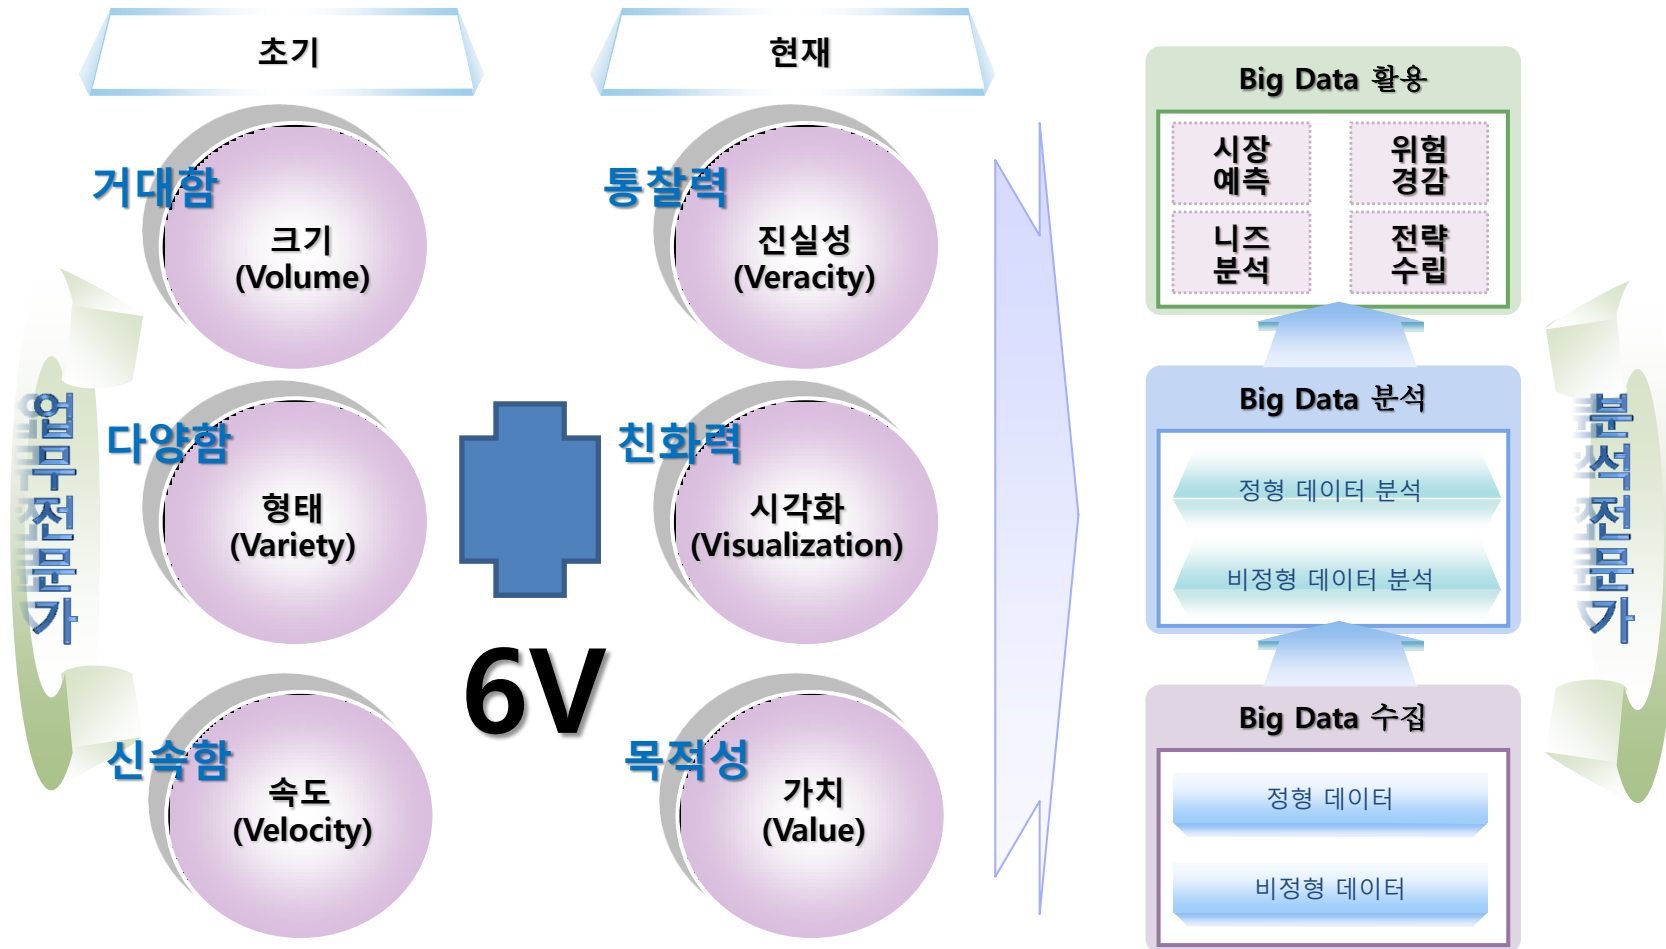 초기
현재
거대함
크기
(Volume)
통찰력
진실성
(Veracity)
다양함
형태
(Variety)
친화력
시각화
(Visualization)
6V
신속함
속도
(Velocity)
목적성
가치
(Value)
업무전문가
Big Data 활용
시장
예측
위험
경감
니즈
분석
전략
수립
Big Data 분석
정형 데이터 분석
비정형 데이터 분석
Big Data 수집
정형 데이터
비정형 데이터
분석전문가